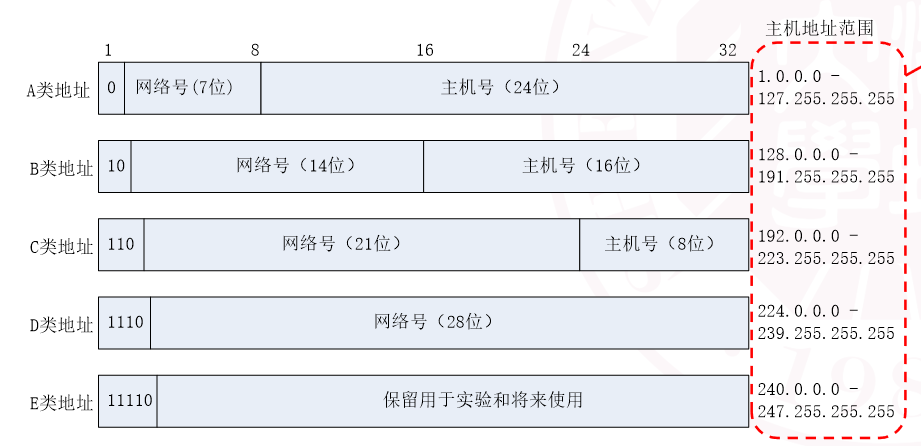 主机地址范围
1 8 16 24 32
A类地址 0 网络号(7位) 主机号（24位） 1.0.0.0 -
127.255.255.255
B类地址 10 网络号（14位） 主机号（16位） 128.0.0.0 -
191.255.255.255
C类地址 110 网络号（21位） 主机号（8位） 192.0.0.0 -
223.255.255.255
D类地址 1110 网络号（28位） 224.0.0.0 -
239.255.255.255
E类地址 11110 保留用于实验和将来使用 240.0.0.0 -
247.255.255.255